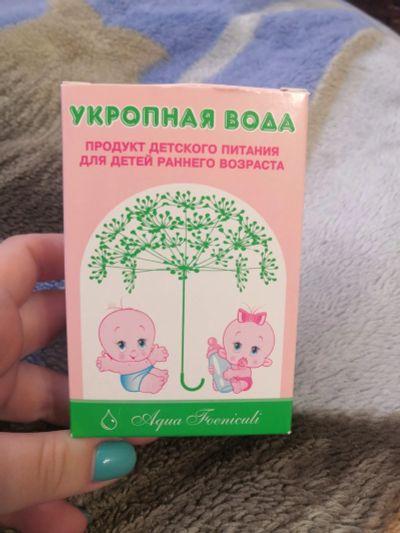 УКРОПНАЯ ВОДА
ПРОДУКТ ДЕТСКОГО ПИТАНИЯ
ДЛЯ ДЕТЕЙ РАННЕГО ВОЗРАСТА
Aqua Foeniculi